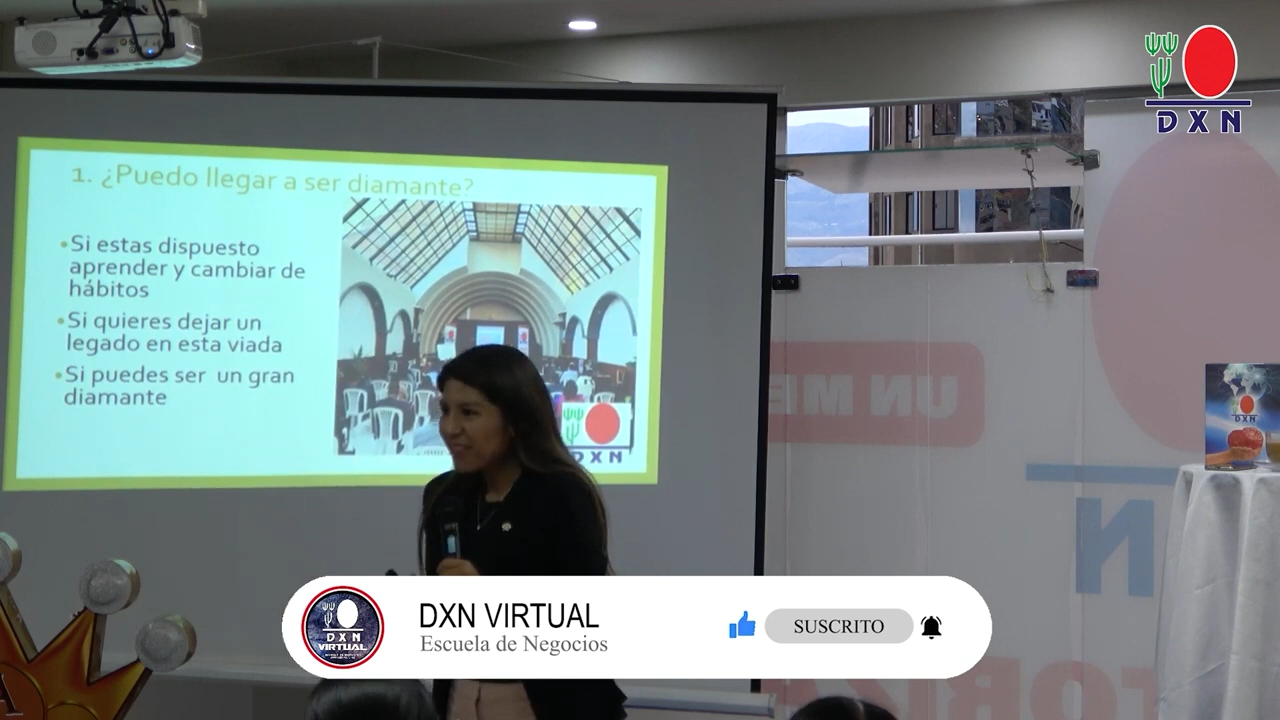 DXN
1. ¿Puedo llegar a ser diamante?
•Si estas dispuesto
aprender y cambiar de
hábitos
•Si quieres dejar un
legado en esta viada
•Si puedes ser un gran
diamante
DXN
UN ME
N
TORIZA
DXN
A
DXN
VIRTUAL
DXN VIRTUAL
Escuela de Negocios
SUSCRITO